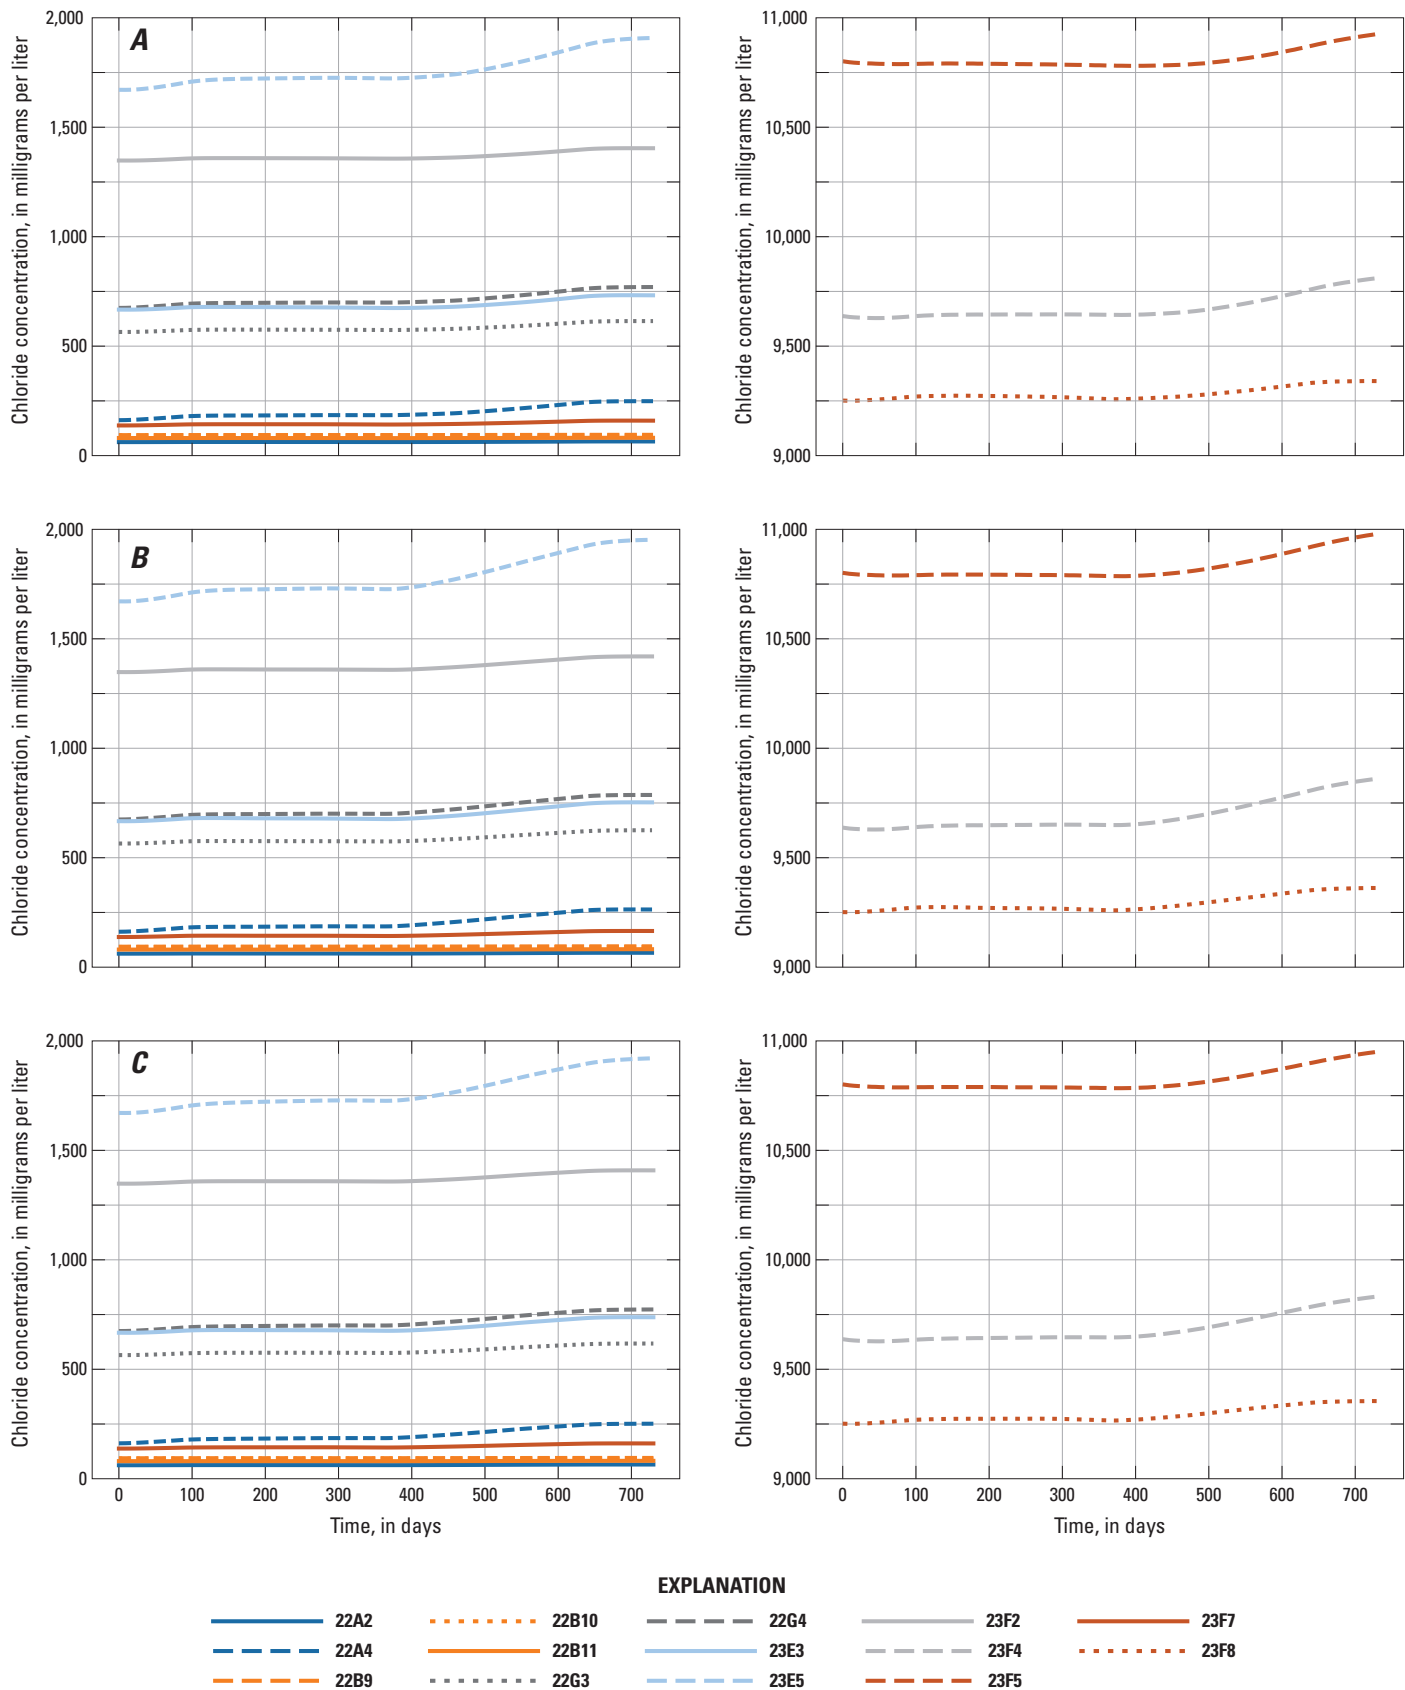 A
2,000
1,500
1,000
500
0
Chloride concentration, in milligrams per liter
11,000
10,500
10,000
9,500
9,000
Chloride concentration, in milligrams per liter
B
2,000
1,500
1,000
500
0
Chloride concentration, in milligrams per liter
11,000
10,500
10,000
9,500
9,000
Chloride concentration, in milligrams per liter
C
2,000
1,500
1,000
500
0
Chloride concentration, in milligrams per liter
0 100 200 300 400 500 600 700
Time, in days
11,000
10,500
10,000
9,500
9,000
Chloride concentration, in milligrams per liter
0 100 200 300 400 500 600 700
Time, in days
EXPLANATION
22A2 22B10 22G4 23F2 23F7
22A4 22B11 23E3 23F4 23F8
22B9 22G3 23E5 23F5